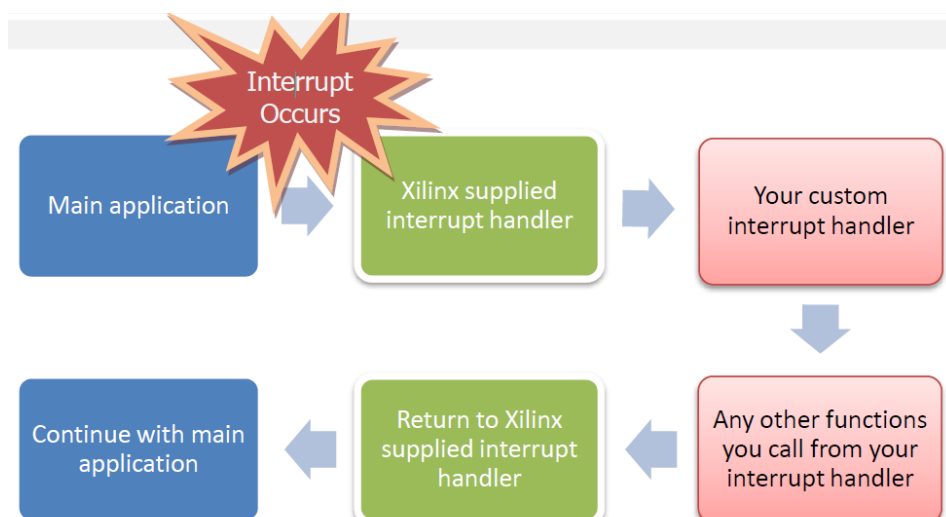 Interrupt
Occurs
Main application
Xilinx supplied
interrupt handler
Your custom
interrupt handler
Any other functions
you call from your
interrupt handler
Return to Xilinx
supplied interrupt
handler
Continue with main
application